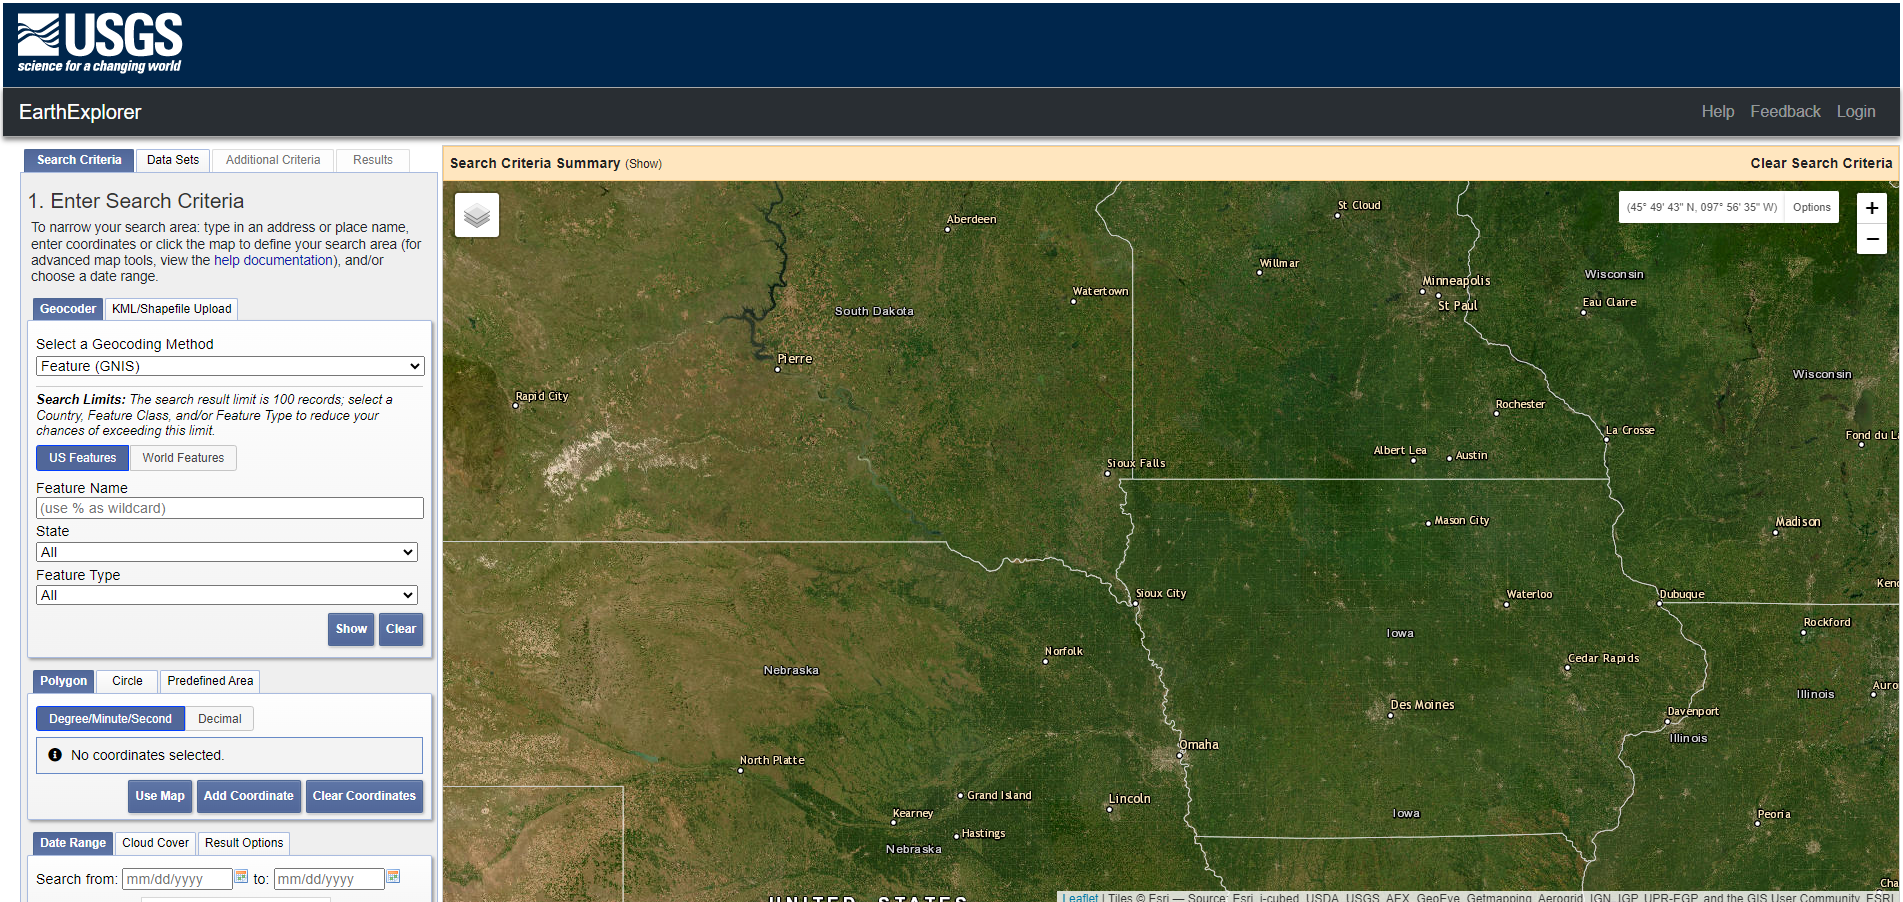 USGS
science for a changing world
EarthExplorer
Help Feedback Login
Search Criteria Data Sets Additional Criteria Results
1. Enter Search Criteria
To narrow your search area: type in an address or place name,
enter coordinates or click the map to define your search area (for
advanced map tools, view the help documentation), and/or
choose a date range.
Geocoder KML/Shapefile Upload
Select a Geocoding Method
Feature (GNIS)
Search Limits: The search result limit is 100 records; select a
Country, Feature Class, and/or Feature Type to reduce your
chances of exceeding this limit.
US Features World Features
Feature Name
(use % as wildcard)
State
All
Feature Type
All
Show Clear
Polygon Circle Predefined Area
Degree/Minute/Second Decimal
No coordinates selected.
Use Map Add Coordinate Clear Coordinates
Date Range Cloud Cover Result Options
Search from: mm/dd/yyyy to: mm/dd/yyyy
Search Criteria Summary (Show) Clear Search Criteria
(45° 49' 43" N, 097° 56' 35" W) Options
+
−
St Cloud
Aberdeen
Willmar
Wisconsin
Minneapolis
Watertown
Eau Claire
St Paul
South Dakota
Pierre
Wisconsin
Rapid City
Rochester
La Crosse
Fond du La
Albert Lea
Austin
Sioux Falls
Mason City
Madison
Keno
Sioux City
Waterloo
Dubuque
Rockford
Iowa
Norfolk
Cedar Rapids
Nebraska
Auro
Illinois
Des Moines
Davenport
Illinois
Omaha
North Platte
Grand Island
Lincoln
Kearney
Iowa
Peoria
Hastings
Nebraska
Cha
UNITED STATES
Leaflet | Tiles © Esri — Source: Esri, i-cubed, USDA, USGS, AEX, GeoEye, Getmapping, Aerogrid, IGN, IGP, UPR-EGP, and the GIS User Community, ESRI